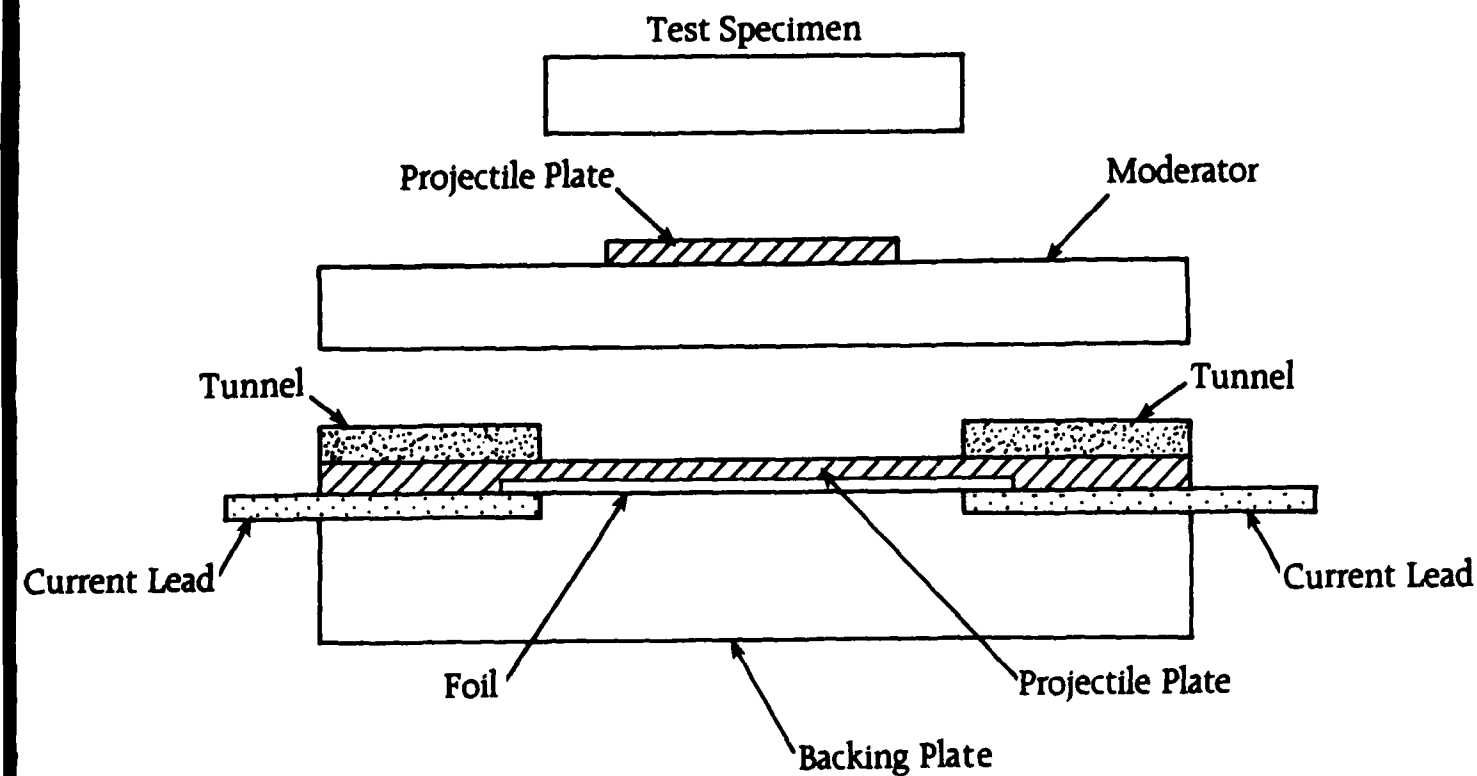 Test Specimen
Projectile Plate
Moderator
Tunnel
Tunnel
Current Lead
Current Lead
Foil
Projectile Plate
Backing Plate